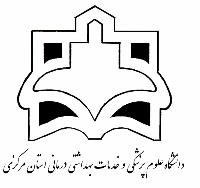 دانشگاه علوم پزشکی و خدمات بهداشتی درمانی استان مرکزی